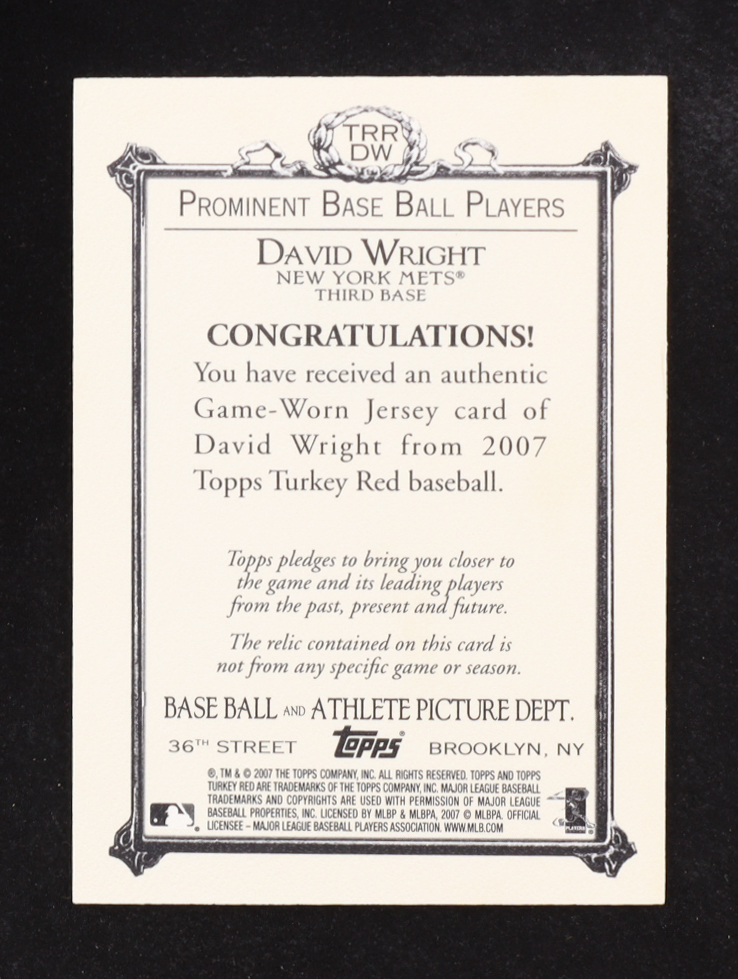 TRR
DW
PROMINENT BASE BALL PLAYERS
DAVID WRIGHT
NEW YORK METS®
THIRD BASE
CONGRATULATIONS!
You have received an authentic
Game-Worn Jersey card of
David Wright from 2007
Topps Turkey Red baseball.
Topps pledges to bring you closer to
the game and its leading players
from the past, present and future.
The relic contained on this card is
not from any specific game or season.
BASE BALL AND ATHLETE PICTURE DEPT.
36TH STREET Topps® BROOKLYN, NY
®, TM & © 2007 THE TOPPS COMPANY, INC. ALL RIGHTS RESERVED. TOPPS AND TOPPS
TURKEY RED ARE TRADEMARKS OF THE TOPPS COMPANY, INC. MAJOR LEAGUE BASEBALL
TRADEMARKS AND COPYRIGHTS ARE USED WITH PERMISSION OF MAJOR LEAGUE
BASEBALL PROPERTIES, INC. LICENSED BY MLBP & MLBPA, 2007 © MLBPA. OFFICIAL
LICENSEE – MAJOR LEAGUE BASEBALL PLAYERS ASSOCIATION. WWW.MLB.COM
PLAYERS